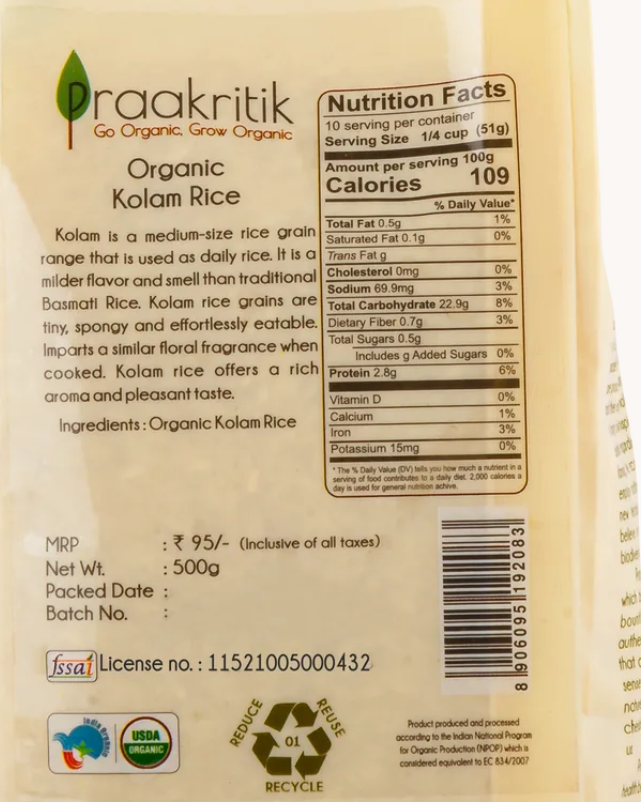 Praakritik
Go Organic, Grow Organic
Organic
Kolam Rice
Kolam is a medium-size rice grain
range that is used as daily rice. It is a
milder flavor and smell than traditional
Basmati Rice. Kolam rice grains are
tiny, spongy and effortlessly eatable.
Imparts a similar floral fragrance when
cooked. Kolam rice offers a rich
aroma and pleasant taste.
Ingredients : Organic Kolam Rice
Nutrition Facts
10 serving per container
Serving Size 1/4 cup (51g)
Amount per serving 100g
Calories 109
% Daily Value*
Total Fat 0.5g 1%
Saturated Fat 0.1g 0%
Trans Fat g
Cholesterol 0mg 0%
Sodium 69.9mg 3%
Total Carbohydrate 22.9g 8%
Dietary Fiber 0.7g 3%
Total Sugars 0.5g
Includes g Added Sugars 0%
Protein 2.8g 6%
Vitamin D 0%
Calcium 1%
Iron 3%
Potassium 15mg 0%
* The % Daily Value (DV) tells you how much a nutrient in a
serving of food contributes to a daily diet. 2,000 calories a
day is used for general nutrition achive.
MRP : ₹ 95/- (Inclusive of all taxes)
Net Wt. : 500g
Packed Date :
Batch No. :
fssai License no. : 11521005000432
8 906095 192083
India Organic
USDA
ORGANIC
REDUCE
REUSE
01
RECYCLE
Product produced and processed
according to the Indian National Program
for Organic Production (NPOP) which is
considered equivalent to EC 834/2007